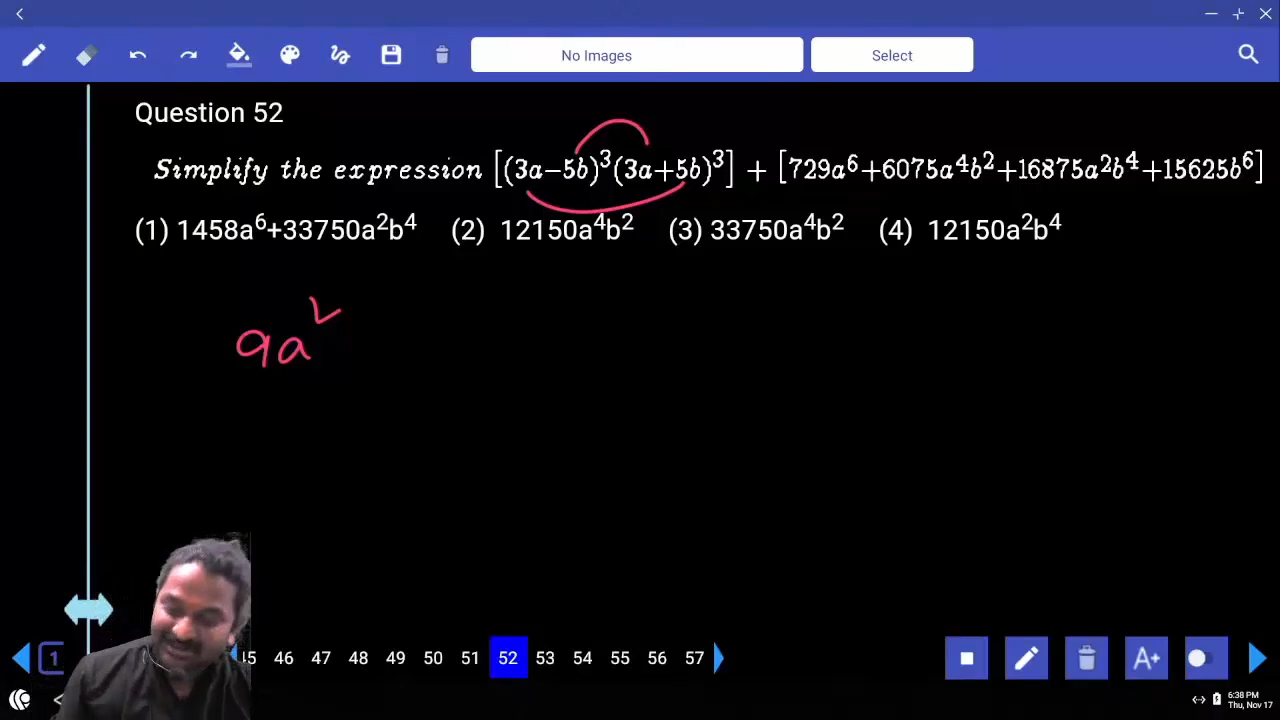 No Images
Select
Question 52
Simplify the expression [(3a−5b)³(3a+5b)³] + [729a⁶+6075a⁴b²+16875a²b⁴+15625b⁶]
(1) 1458a⁶+33750a²b⁴ (2) 12150a⁴b² (3) 33750a⁴b² (4) 12150a²b⁴
9a²
1 46 47 48 49 50 51 52 53 54 55 56 57
A+
6:38 PM
Thu, Nov 17